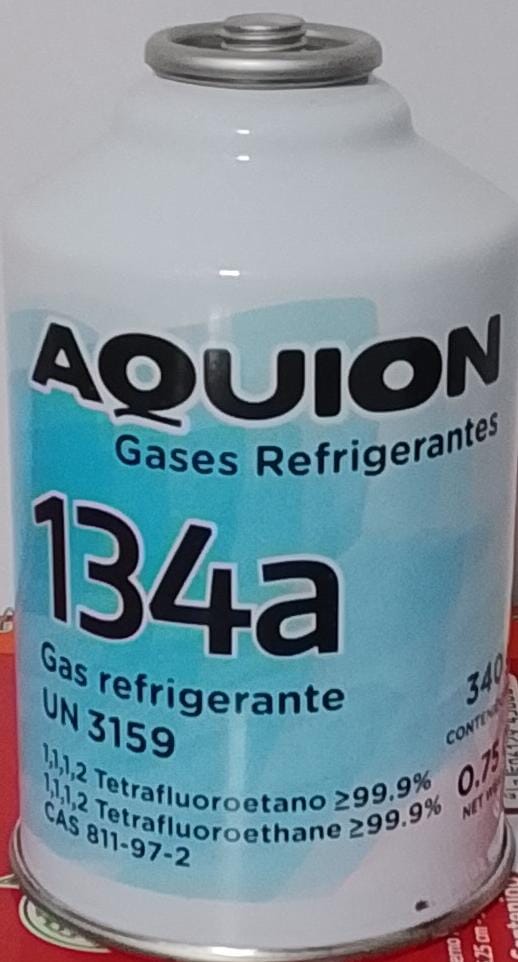 AQUION
Gases Refrigerantes
134a
Gas refrigerante
UN 3159
1,1,1,2 Tetrafluoroetano ≥99.9%
1,1,1,2 Tetrafluoroethane ≥99.9%
CAS 811-97-2
340
0.75
NET